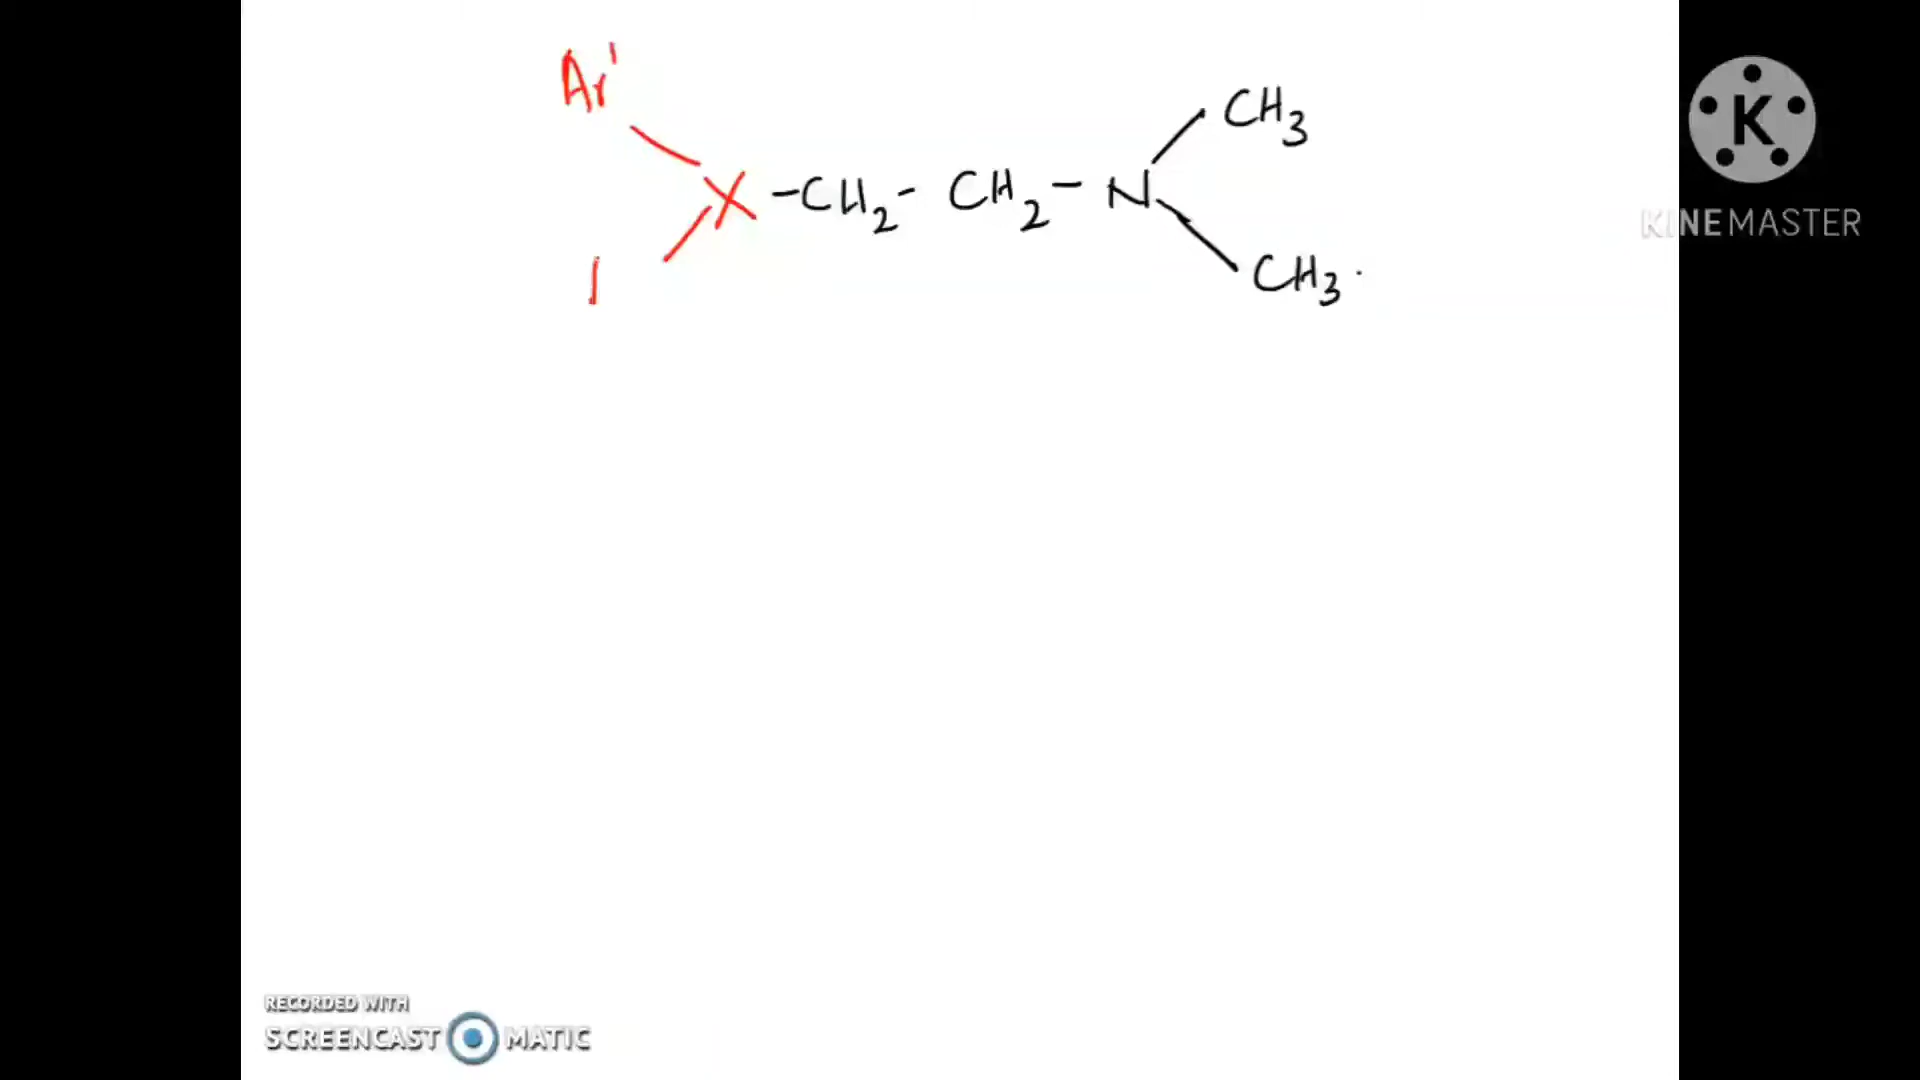 Ar'
CH3
X-CH2-CH2-N
CH3.
K
KINEMASTER
RECORDED WITH
SCREENCAST MATIC